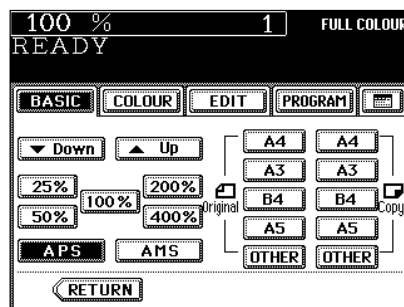 100 % 1 FULL COLOUR
READY
BASIC COLOUR EDIT PROGRAM
Down Up
25% 100% 200%
50% 400%
APS AMS
Original
A4 A4
A3 A3
B4 B4
A5 A5
OTHER OTHER
Copy
RETURN